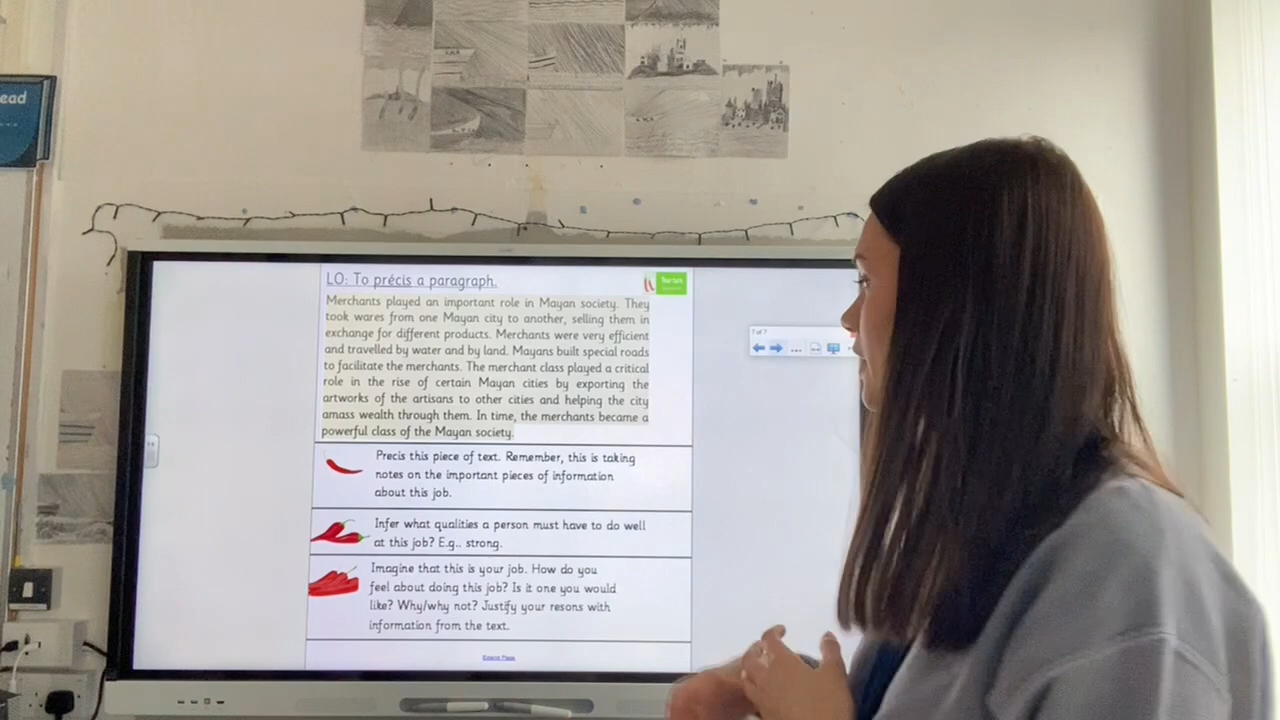 ead
LO: To précis a paragraph.
Merchants played an important role in Mayan society. They
took wares from one Mayan city to another, selling them in
exchange for different products. Merchants were very efficient
and travelled by water and by land. Mayans built special roads
to facilitate the merchants. The merchant class played a critical
role in the rise of certain Mayan cities by exporting the
artworks of the artisans to other cities and helping the city
amass wealth through them. In time, the merchants became a
powerful class of the Mayan society.
7 of 7
...
Precis this piece of text. Remember, this is taking
notes on the important pieces of information
about this job.
Infer what qualities a person must have to do well
at this job? E.g.. strong.
Imagine that this is your job. How do you
feel about doing this job? Is it one you would
like? Why/why not? Justify your resons with
information from the text.